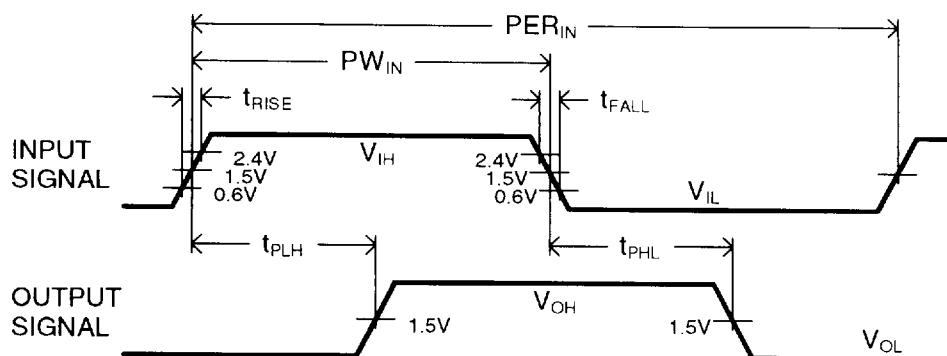 PER_IN
PW_IN
t_RISE
t_FALL
INPUT
SIGNAL
V_IH
2.4V
1.5V
0.6V
2.4V
1.5V
0.6V
V_IL
t_PLH
t_PHL
OUTPUT
SIGNAL
1.5V
V_OH
1.5V
V_OL